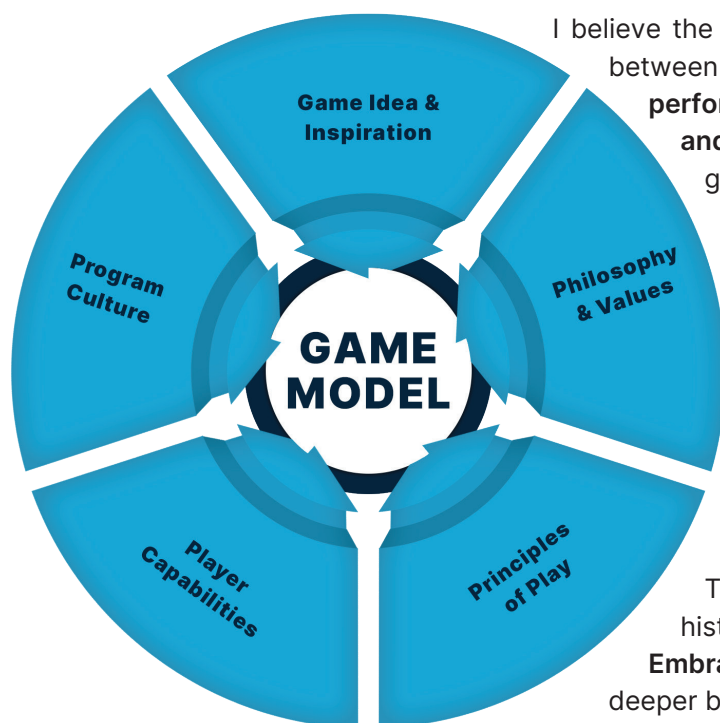 I believe the
between
perfor
and
g
Game Idea &
Inspiration
Program
Culture
Philosophy
& Values
GAME
MODEL
Player
Capabilities
Principles
of Play
T
hist
Embra
deeper b